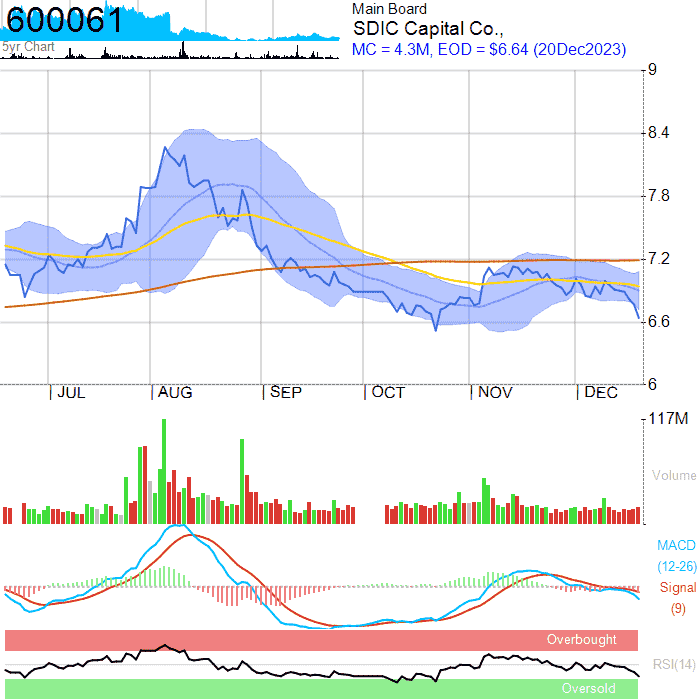 600061
5yr Chart
Main Board
SDIC Capital Co.,
MC = 4.3M, EOD = $6.64 (20Dec2023)
9
8.4
7.8
7.2
6.6
6
JUL AUG SEP OCT NOV DEC
117M
Volume
MACD
(12-26)
Signal
(9)
Overbought
RSI(14)
Oversold